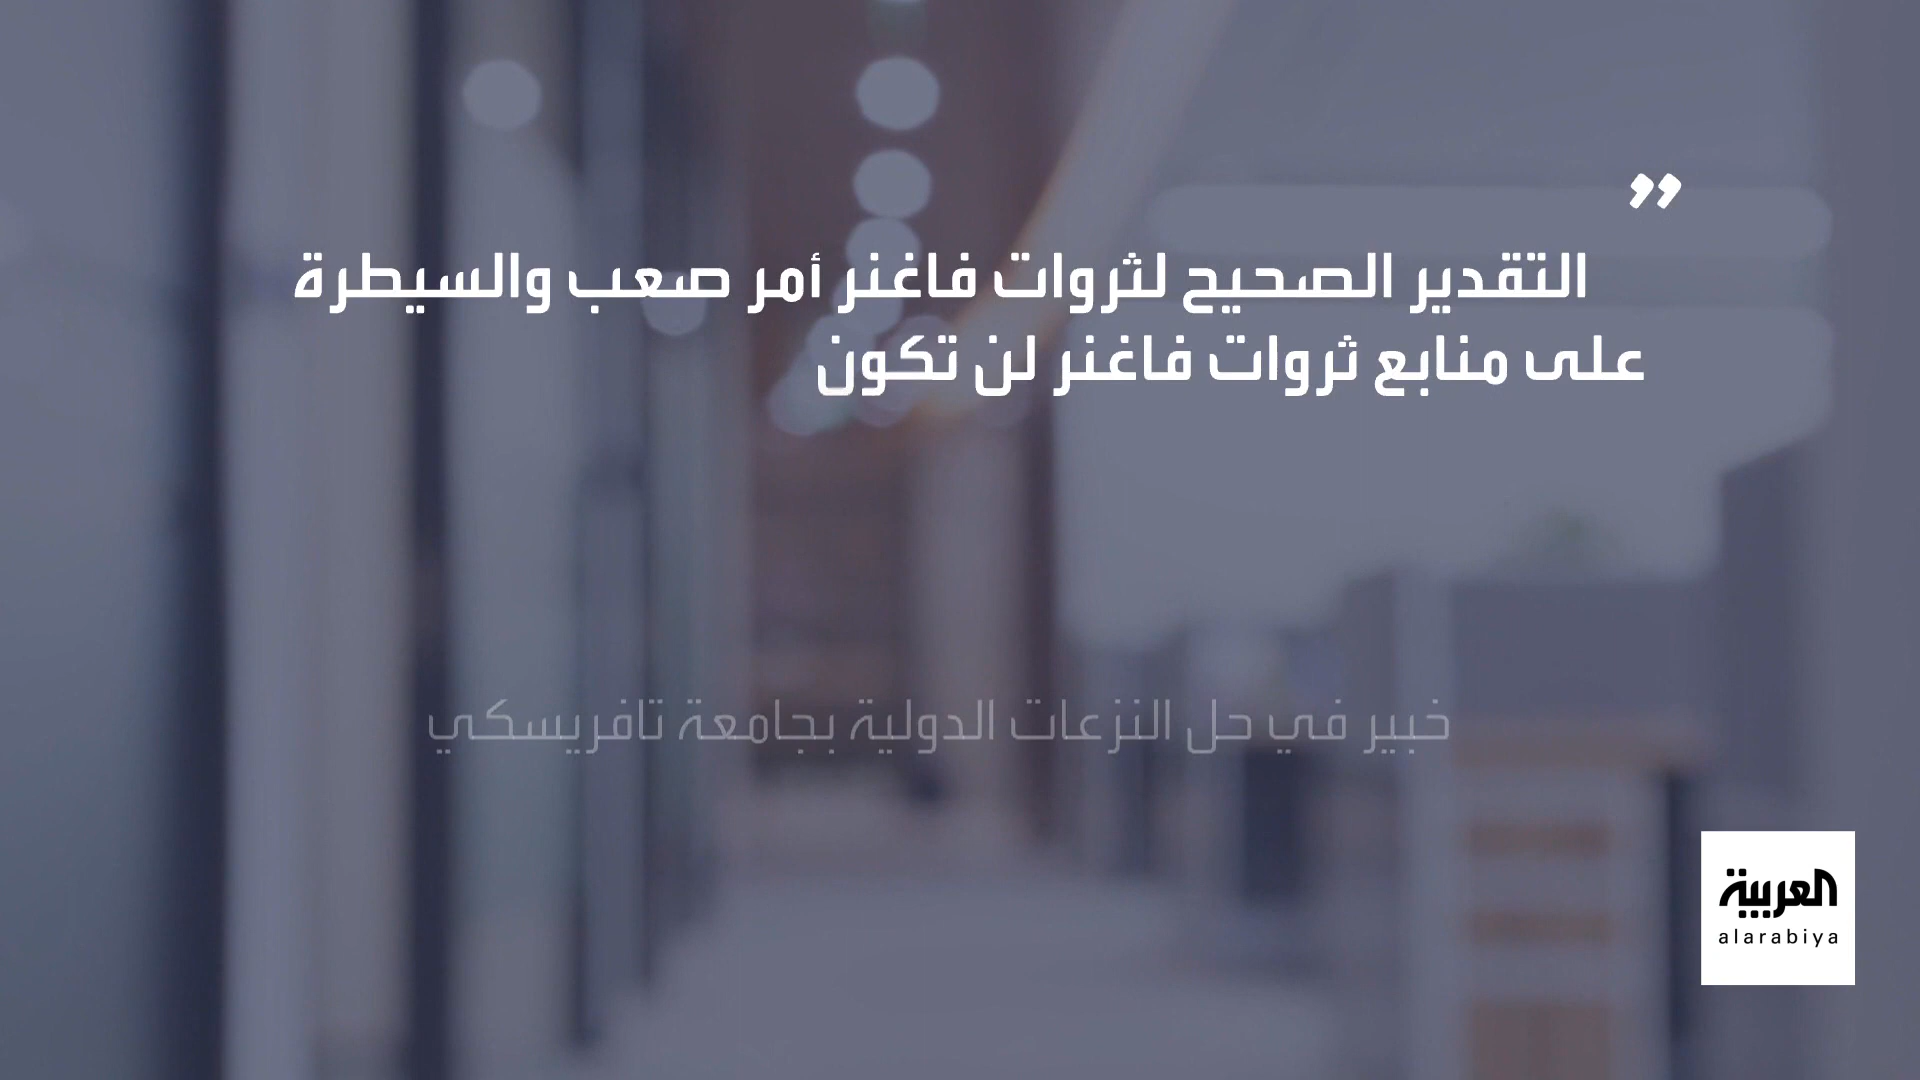 ”
التقدير الصحيح لثروات فاغنر أمر صعب والسيطرة
على منابع ثروات فاغنر لن تكون
خبير في حل النزعات الدولية بجامعة تافريسكي
العربية
alarabiya